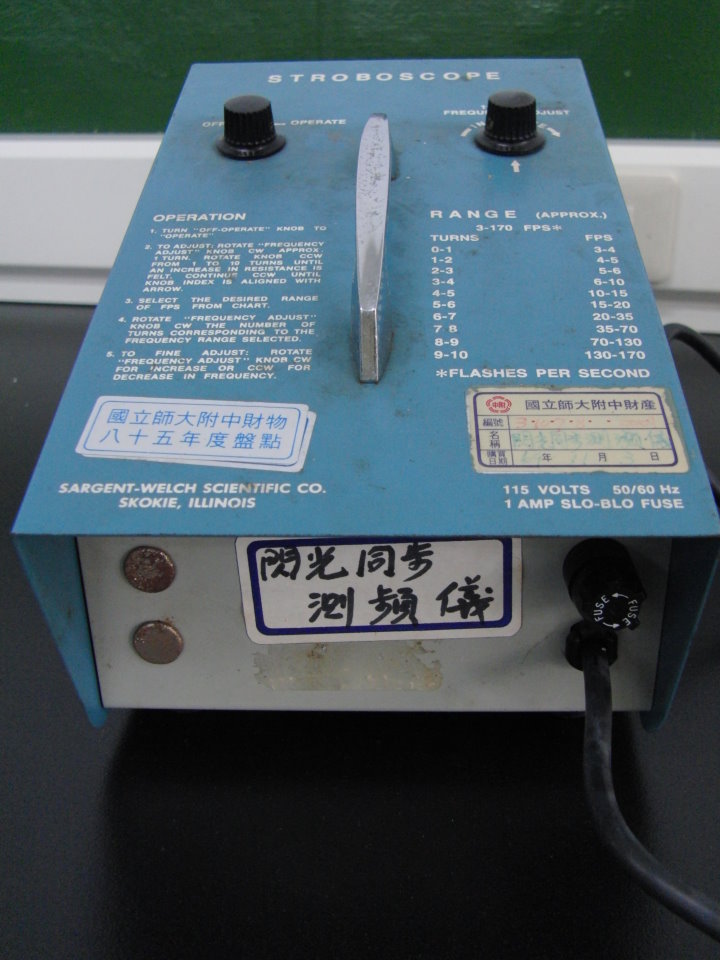 STROBOSCOPE
OFF OPERATE
FREQUENCY ADJUST
OPERATION
1. TURN "OFF-OPERATE" KNOB TO
"OPERATE"
2. TO ADJUST: ROTATE "FREQUENCY
ADJUST" KNOB CW APPROX.
1 TURN. ROTATE KNOB CCW
FROM 1 TO 10 TURNS UNTIL
AN INCREASE IN RESISTANCE IS
FELT. CONTINUE CCW UNTIL
KNOB INDEX IS ALIGNED WITH
ARROW.
3. SELECT THE DESIRED RANGE
OF FPS FROM CHART.
4. ROTATE "FREQUENCY ADJUST"
KNOB CW THE NUMBER OF
TURNS CORRESPONDING TO THE
FREQUENCY RANGE SELECTED.
5. TO FINE ADJUST: ROTATE
"FREQUENCY ADJUST" KNOB CW
FOR INCREASE OR CCW FOR
DECREASE IN FREQUENCY.
RANGE (APPROX.)
3-170 FPS*
TURNS FPS
0-1 3-4
1-2 4-5
2-3 5-6
3-4 6-10
4-5 10-15
5-6 15-20
6-7 20-35
7 8 35-70
8-9 70-130
9-10 130-170
*FLASHES PER SECOND
國立師大附中財物
八十五年度盤點
附中 國立師大附中財產
編號
名稱
購買日期 年 月 日
SARGENT-WELCH SCIENTIFIC CO.
SKOKIE, ILLINOIS
115 VOLTS 50/60 Hz
1 AMP SLO-BLO FUSE
閃光同步
測頻儀
FUSE FUSE